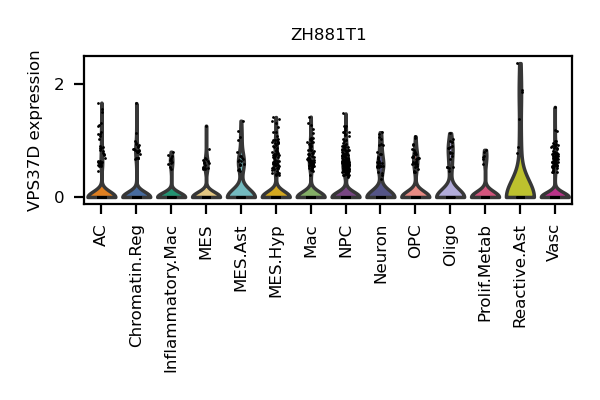 ZH881T1
VPS37D expression
2
0
AC
Chromatin.Reg
Inflammatory.Mac
MES
MES.Ast
MES.Hyp
Mac
NPC
Neuron
OPC
Oligo
Prolif.Metab
Reactive.Ast
Vasc